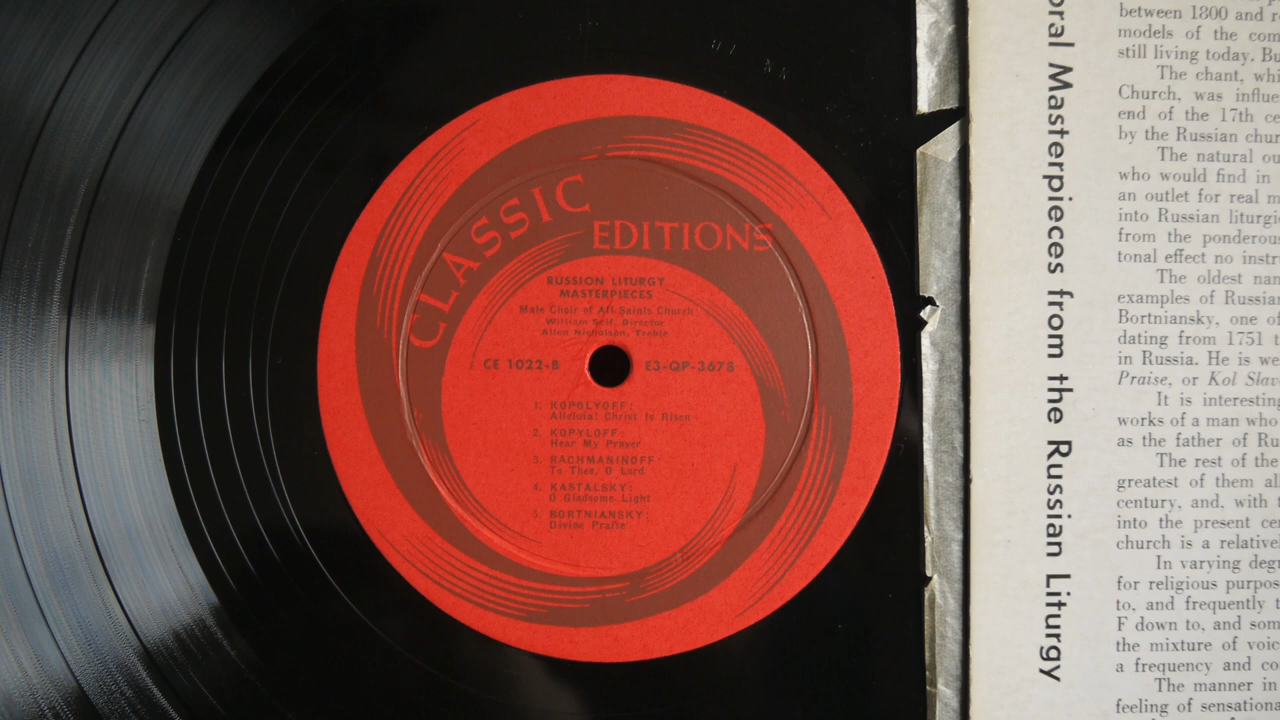 CLASSIC
EDITIONS
RUSSION LITURGY
MASTERPIECES
Male Choir of All Saints Church
William Self, Director
Allen Nicholson, Treble
CE 1022-B
E3-QP-3678
1. KOPOLYOFF:
Alleluia! Christ Is Risen
2. KOPYLOFF:
Hear My Prayer
3. RACHMANINOFF:
To Thee, O Lord
4. KASTALSKY:
O Gladsome Light
5. BORTNIANSKY:
Divine Praise
oral Masterpieces from the Russian Liturgy
between 1800 and r
models of the com
still living today. Bu
The chant, whi
Church, was influe
end of the 17th ce
by the Russian chur
The natural ou
who would find in
an outlet for real m
into Russian liturgi
from the ponderous
tonal effect no instr
The oldest nam
examples of Russia
Bortniansky, one of
dating from 1751 t
in Russia. He is we
Praise, or Kol Slav
It is interesting
works of a man who
as the father of Ru
The rest of the
greatest of them al
century, and, with
into the present cen
church is a relativel
In varying degr
for religious purpos
to, and frequently t
F down to, and som
the mixture of voic
a frequency and co
The manner in
feeling of sensationa